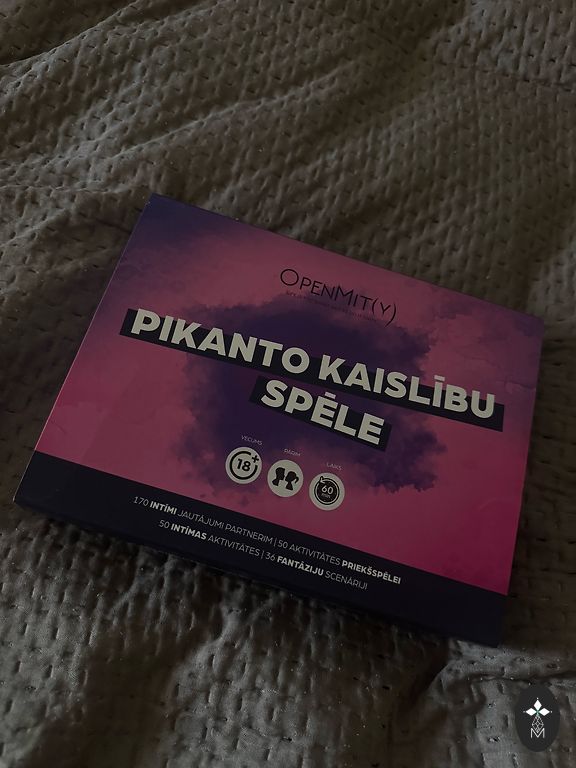 OPENMIT(Y)
PIKANTO KAISLĪBU
SPĒLE
VECUMS
PĀRIM
LAIKS
18+
60
170 INTĪMI JAUTĀJUMI PARTNERIM | 50 AKTIVITĀTES PRIEKŠSPĒLEI
50 INTĪMAS AKTIVITĀTES | 36 FANTĀZIJU SCENĀRIJI
M